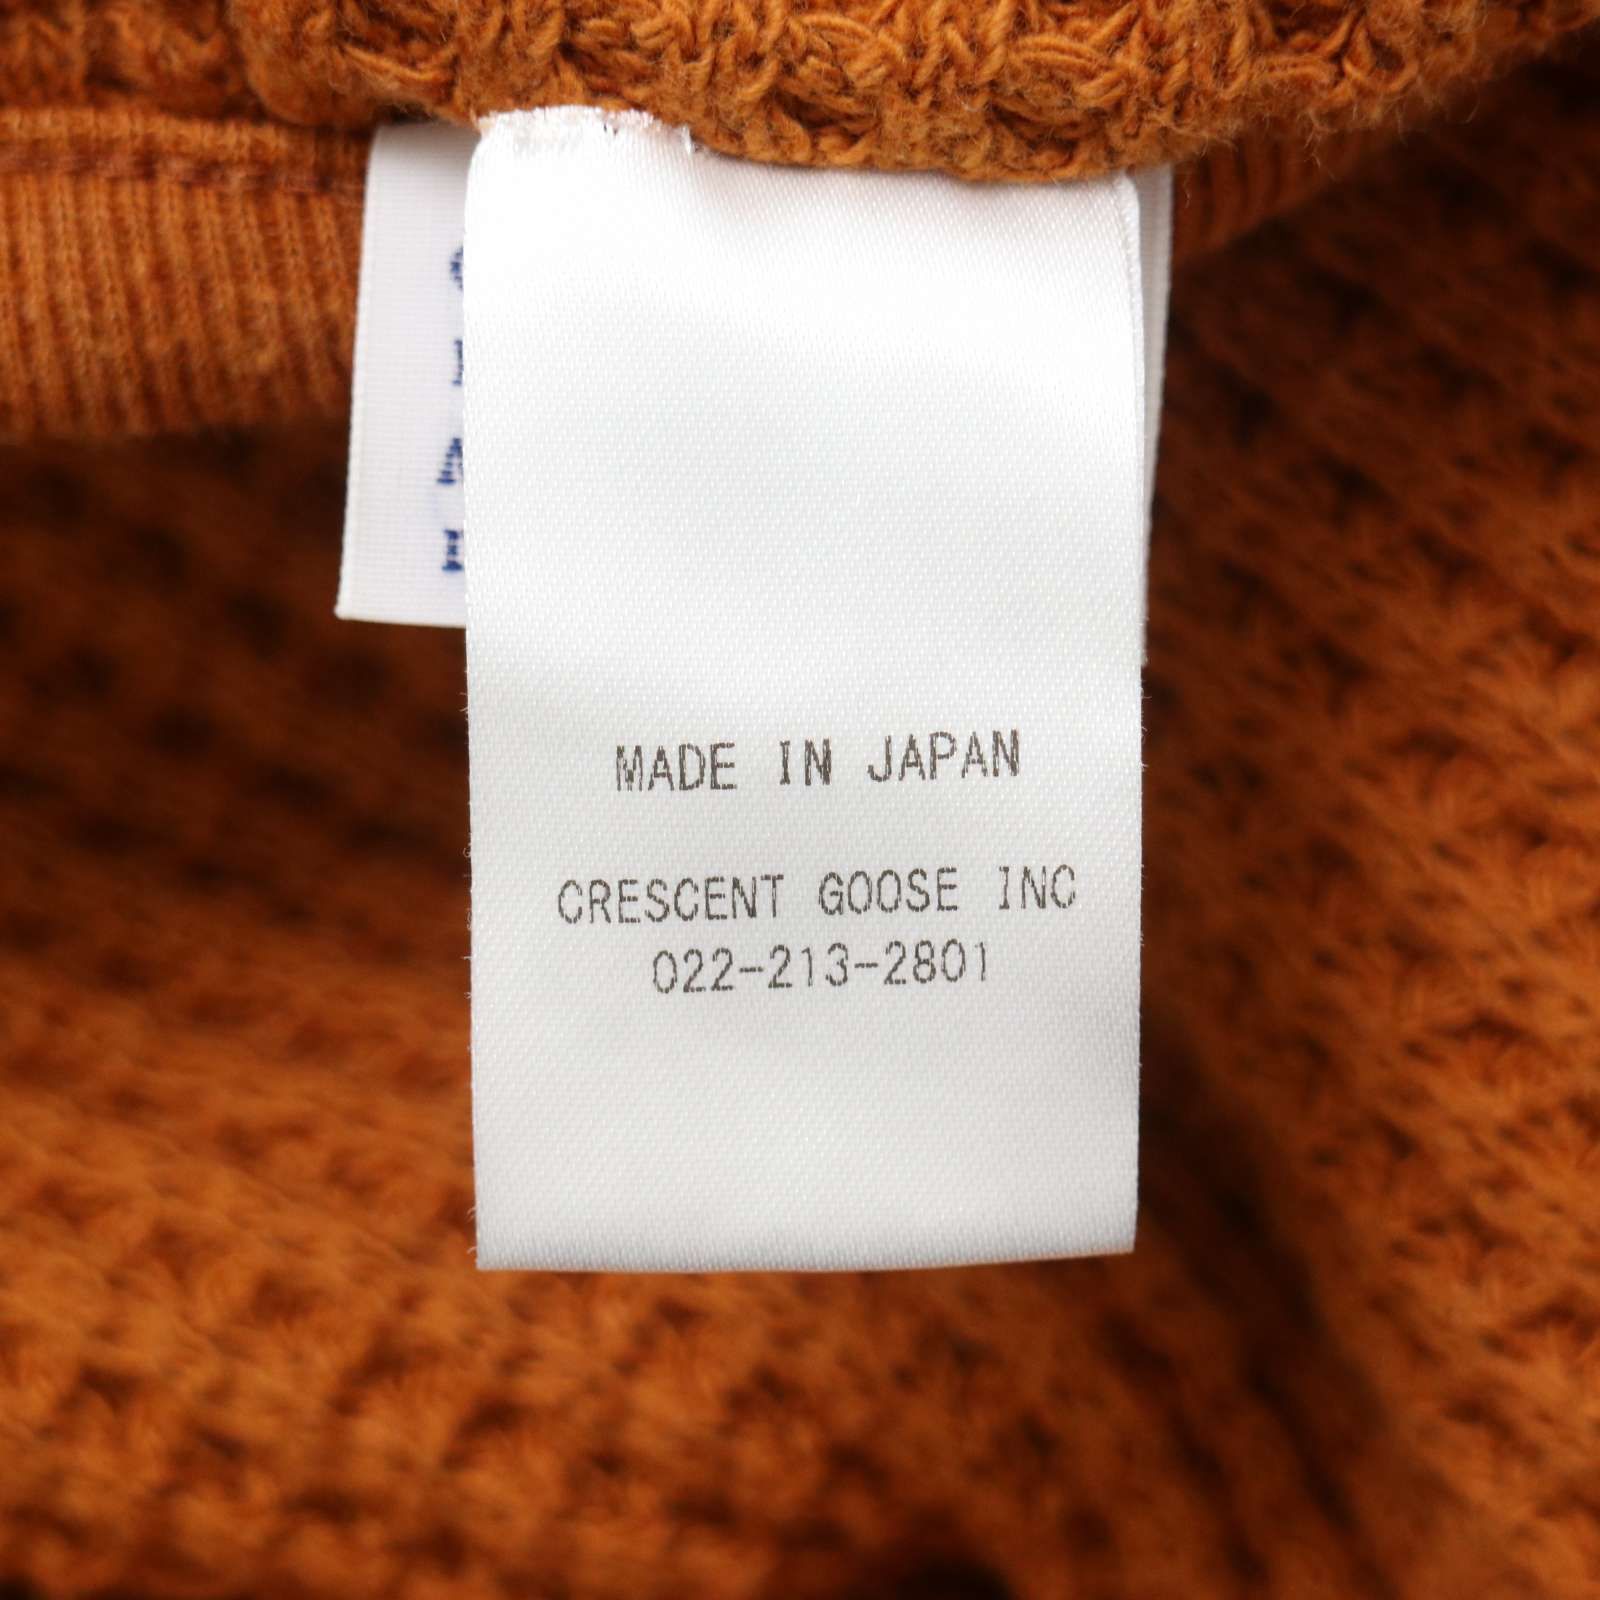 MADE IN JAPAN
CRESCENT GOOSE INC
022-213-2801